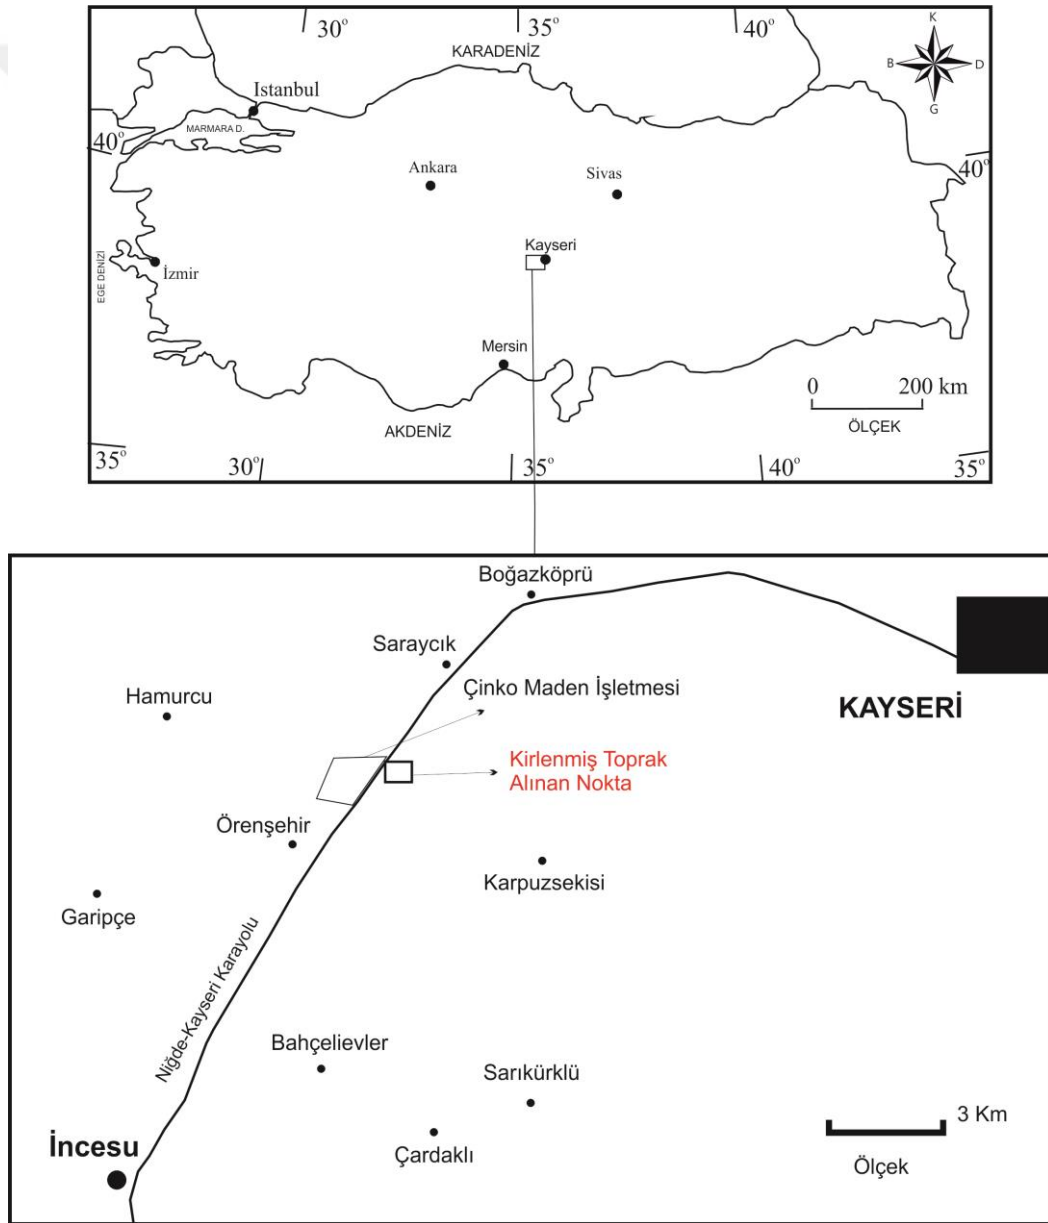 30°
35°
40°
K
KARADENİZ
B
D
G
Istanbul
MARMARA D.
40°
40°
Ankara
Sivas
Kayseri
EGE DENİZİ
İzmir
Mersin
0
200 km
ÖLÇEK
AKDENİZ
35°
30°
35°
40°
35°
Boğazköprü
Saraycık
Çinko Maden İşletmesi
Hamurcu
KAYSERİ
Kirlenmiş Toprak
Alınan Nokta
Örenşehir
Karpuzsekisi
Garipçe
Niğde-Kayseri Karayolu
Bahçelievler
Sarıkürklü
3 Km
İncesu
Çardaklı
Ölçek